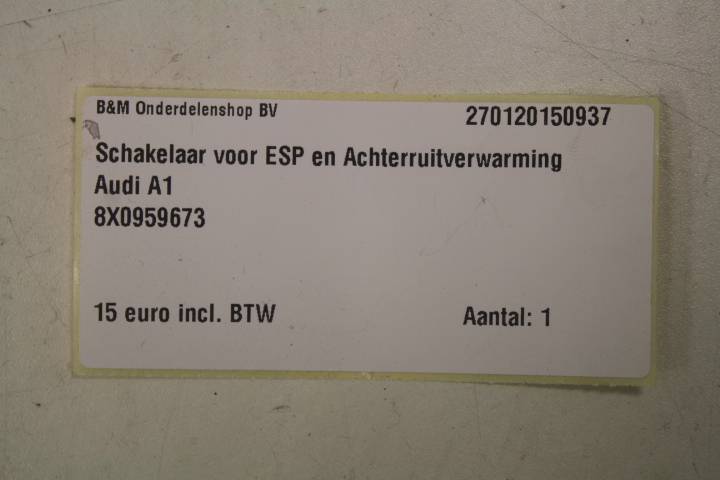 B&M Onderdelenshop BV 270120150937
Schakelaar voor ESP en Achterruitverwarming
Audi A1
8X0959673
15 euro incl. BTW Aantal: 1